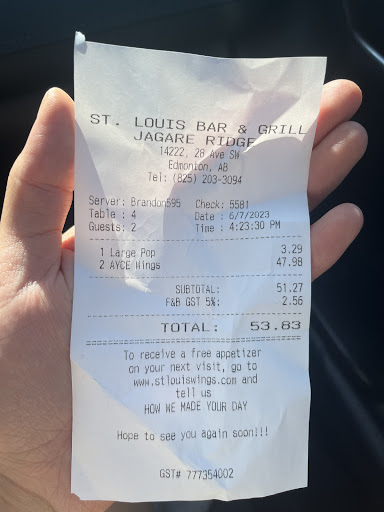 ST. LOUIS BAR & GRILL
JAGARE RIDGE
14222, 28 Ave SW
Edmonton, AB
Tel: (825) 203-3094
Server: Brandon595 Check: 5581
Table : 4 Date : 6/7/2023
Guests: 2 Time : 4:23:30 PM
1 Large Pop 3.29
2 AYCE Wings 47.98
SUBTOTAL: 51.27
F&B GST 5%: 2.56
TOTAL: 53.83
To receive a free appetizer
on your next visit, go to
www.stlouiswings.com and
tell us
HOW WE MADE YOUR DAY
Hope to see you again soon!!!
GST# 777354002